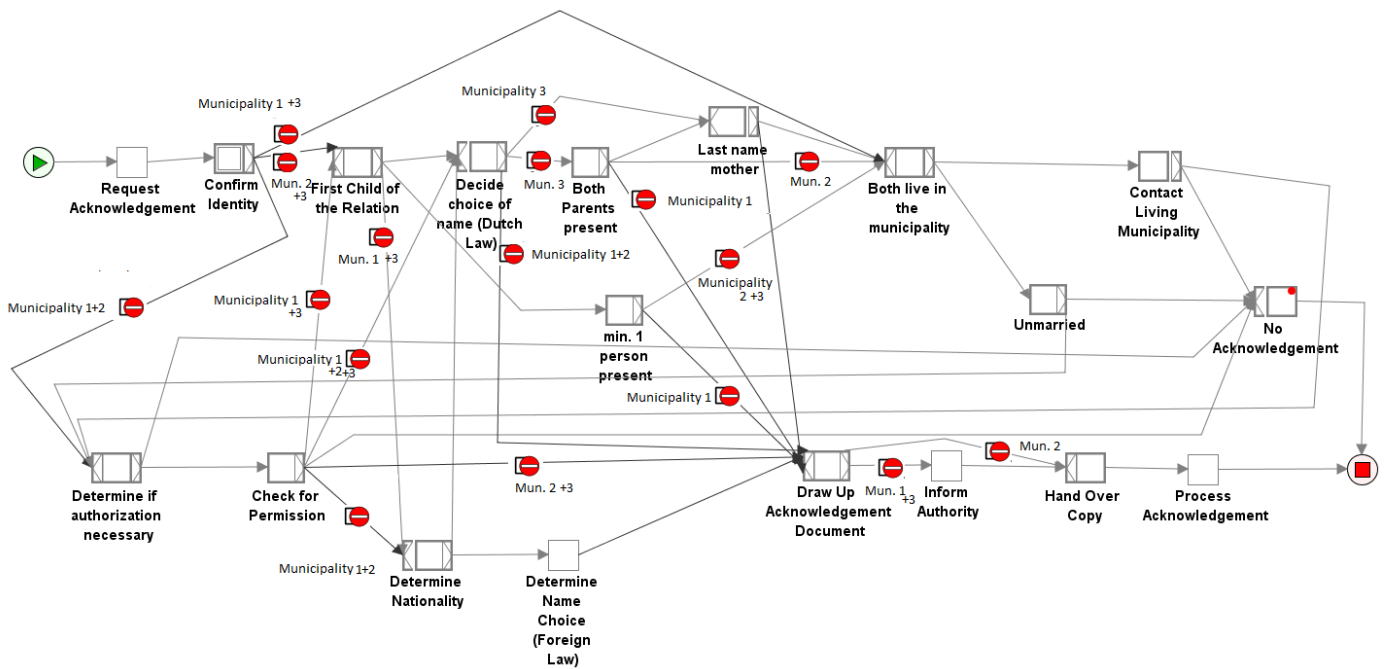 Municipality 3
Municipality 1 +3
Last name
mother
Request
Acknowledgement
Confirm
Identity
Mun. 2
+3
First Child of
the Relation
Decide
choice of
name (Dutch
Law)
Mun. 3
Both
Parents
present
Mun. 2
Both live in
the
municipality
Contact
Living
Municipality
Municipality 1
Mun. 1 +3
Municipality 1+2
Municipality
2 +3
Municipality 1+2
Municipality 1
+3
min. 1
person
present
Unmarried
No
Acknowledgement
Municipality 1
+2+3
Municipality 1
Determine if
authorization
necessary
Check for
Permission
Mun. 2 +3
Draw Up
Acknowledgement
Document
Mun. 1
+3
Mun. 2
Inform
Authority
Hand Over
Copy
Process
Acknowledgement
Municipality 1+2
Determine
Nationality
Determine
Name
Choice
(Foreign
Law)